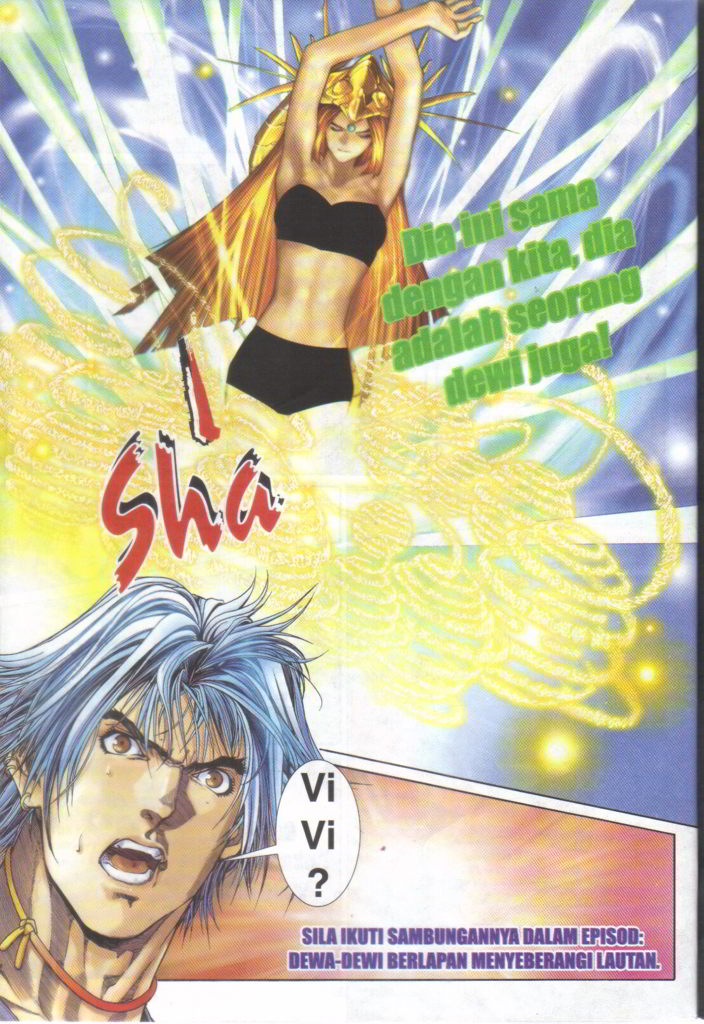 Dia ini sama
dengan kita, dia
adalah seorang
dewi juga!
I
Sha
Vi
Vi
?
SILA IKUTI SAMBUNGANNYA DALAM EPISOD:
DEWA-DEWI BERLAPAN MENYEBERANGI LAUTAN.